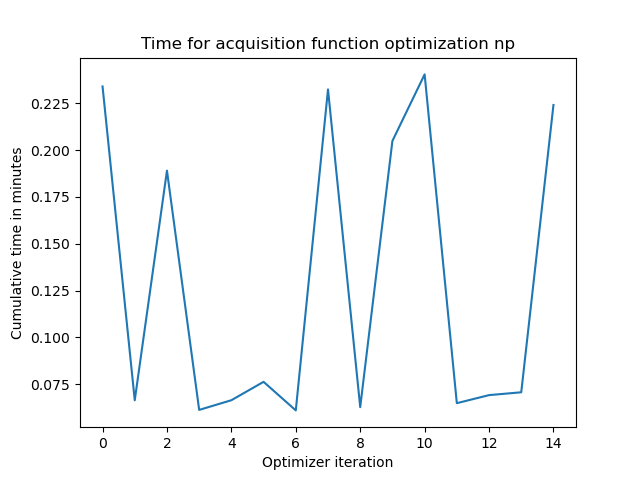 Time for acquisition function optimization np
Cumulative time in minutes
0.225
0.200
0.175
0.150
0.125
0.100
0.075
0 2 4 6 8 10 12 14
Optimizer iteration